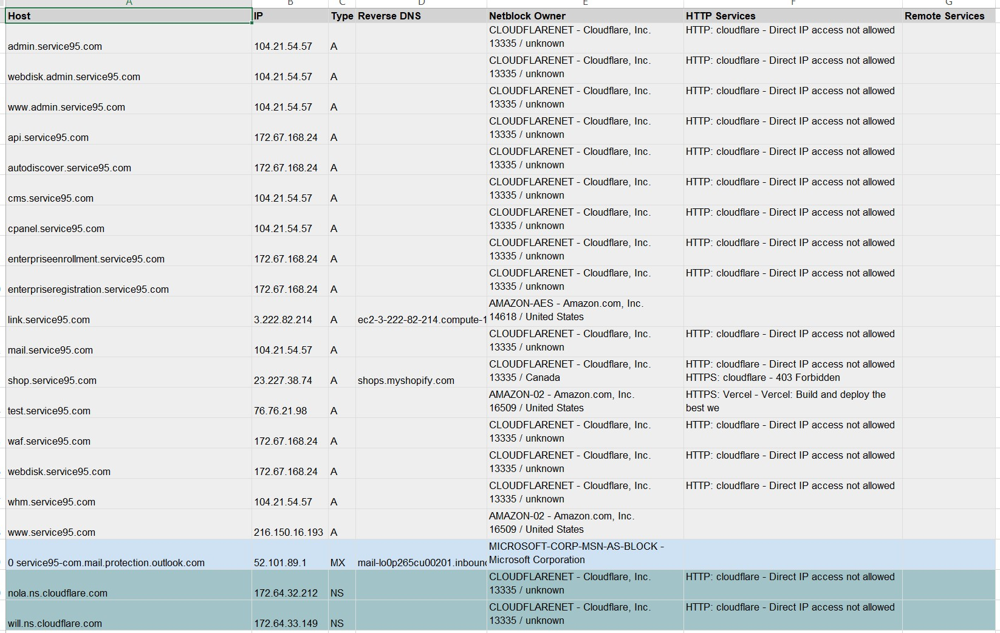 A B C D E F G
Host IP Type Reverse DNS Netblock Owner HTTP Services Remote Services
CLOUDFLARENET - Cloudflare, Inc. HTTP: cloudflare - Direct IP access not allowed
admin.service95.com 104.21.54.57 A 13335 / unknown
CLOUDFLARENET - Cloudflare, Inc. HTTP: cloudflare - Direct IP access not allowed
webdisk.admin.service95.com 104.21.54.57 A 13335 / unknown
CLOUDFLARENET - Cloudflare, Inc. HTTP: cloudflare - Direct IP access not allowed
www.admin.service95.com 104.21.54.57 A 13335 / unknown
CLOUDFLARENET - Cloudflare, Inc. HTTP: cloudflare - Direct IP access not allowed
api.service95.com 172.67.168.24 A 13335 / unknown
CLOUDFLARENET - Cloudflare, Inc. HTTP: cloudflare - Direct IP access not allowed
autodiscover.service95.com 172.67.168.24 A 13335 / unknown
CLOUDFLARENET - Cloudflare, Inc. HTTP: cloudflare - Direct IP access not allowed
cms.service95.com 104.21.54.57 A 13335 / unknown
CLOUDFLARENET - Cloudflare, Inc. HTTP: cloudflare - Direct IP access not allowed
cpanel.service95.com 104.21.54.57 A 13335 / unknown
CLOUDFLARENET - Cloudflare, Inc. HTTP: cloudflare - Direct IP access not allowed
enterpriseenrollment.service95.com 172.67.168.24 A 13335 / unknown
CLOUDFLARENET - Cloudflare, Inc. HTTP: cloudflare - Direct IP access not allowed
enterpriseregistration.service95.com 172.67.168.24 A 13335 / unknown
AMAZON-AES - Amazon.com, Inc.
link.service95.com 3.222.82.214 A ec2-3-222-82-214.compute-1 14618 / United States
CLOUDFLARENET - Cloudflare, Inc. HTTP: cloudflare - Direct IP access not allowed
mail.service95.com 104.21.54.57 A 13335 / unknown
CLOUDFLARENET - Cloudflare, Inc. HTTP: cloudflare - Direct IP access not allowed
shop.service95.com 23.227.38.74 A shops.myshopify.com 13335 / Canada HTTPS: cloudflare - 403 Forbidden
AMAZON-02 - Amazon.com, Inc. HTTPS: Vercel - Vercel: Build and deploy the
test.service95.com 76.76.21.98 A 16509 / United States best we
CLOUDFLARENET - Cloudflare, Inc. HTTP: cloudflare - Direct IP access not allowed
waf.service95.com 172.67.168.24 A 13335 / unknown
CLOUDFLARENET - Cloudflare, Inc. HTTP: cloudflare - Direct IP access not allowed
webdisk.service95.com 172.67.168.24 A 13335 / unknown
CLOUDFLARENET - Cloudflare, Inc. HTTP: cloudflare - Direct IP access not allowed
whm.service95.com 104.21.54.57 A 13335 / unknown
AMAZON-02 - Amazon.com, Inc.
www.service95.com 216.150.16.193 A 16509 / United States
MICROSOFT-CORP-MSN-AS-BLOCK -
0 service95-com.mail.protection.outlook.com 52.101.89.1 MX mail-lo0p265cu00201.inbound Microsoft Corporation
CLOUDFLARENET - Cloudflare, Inc. HTTP: cloudflare - Direct IP access not allowed
nola.ns.cloudflare.com 172.64.32.212 NS 13335 / unknown
CLOUDFLARENET - Cloudflare, Inc. HTTP: cloudflare - Direct IP access not allowed
will.ns.cloudflare.com 172.64.33.149 NS 13335 / unknown